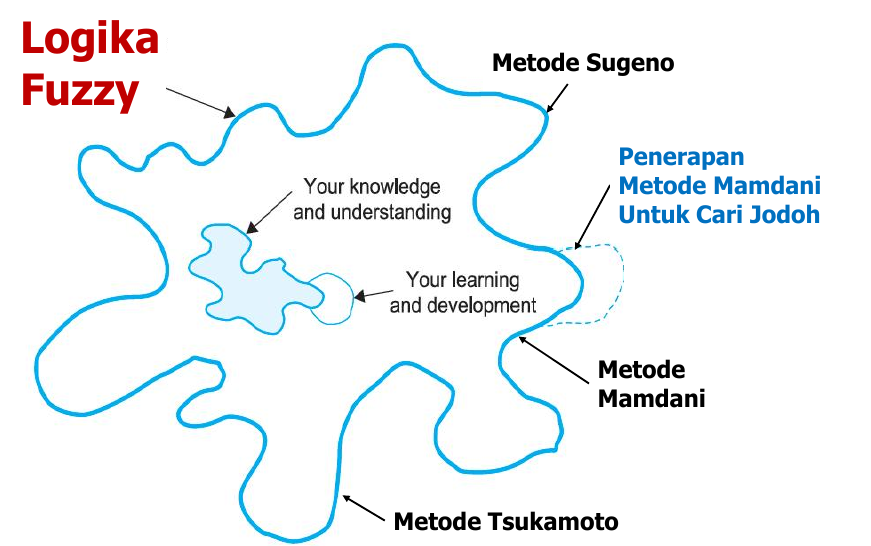 Logika
Fuzzy
Metode Sugeno
Penerapan
Metode Mamdani
Untuk Cari Jodoh
Your knowledge
and understanding
Your learning
and development
Metode
Mamdani
Metode Tsukamoto